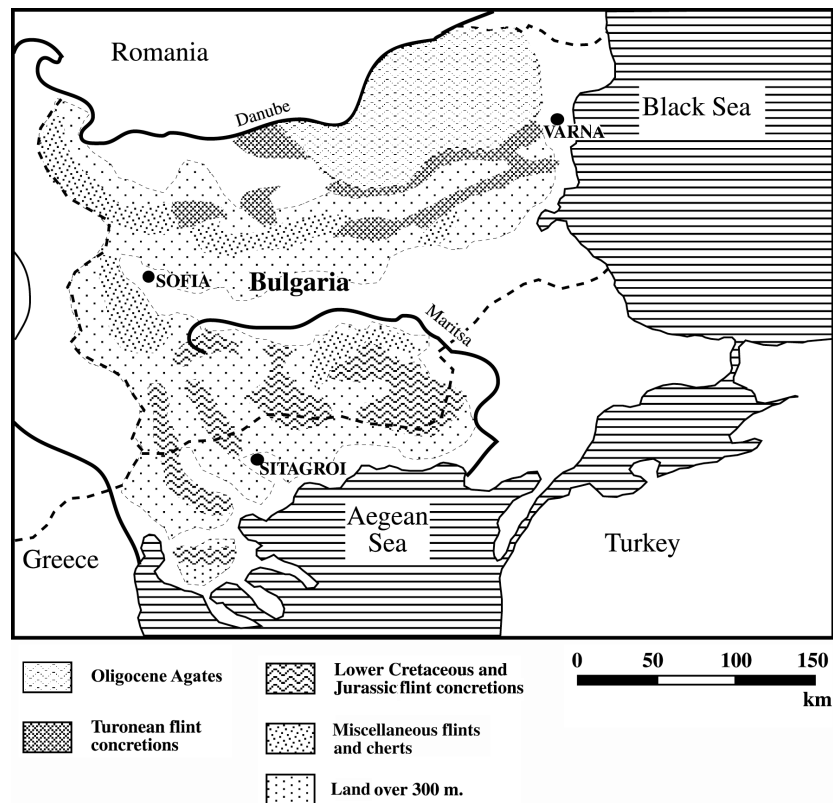 Romania
Danube
Black Sea
VARNA
SOFIA
Bulgaria
Maritsa
SITAGROI
Aegean
Sea
Greece
Turkey
Oligocene Agates
Turonean flint
concretions
Lower Cretaceous and
Jurassic flint concretions
Miscellaneous flints
and cherts
Land over 300 m.
0 50 100 150
km